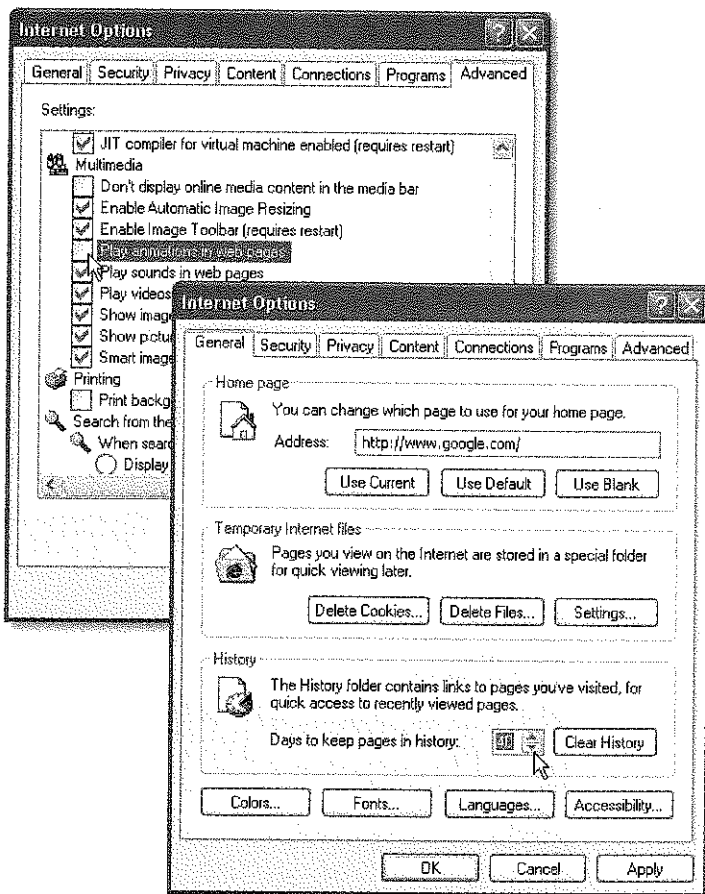 Internet Options
General Security Privacy Content Connections Programs Advanced
Settings:
JIT compiler for virtual machine enabled (requires restart)
Multimedia
Don't display online media content in the media bar
Enable Automatic Image Resizing
Enable Image Toolbar (requires restart)
Play animations in web pages
Play sounds in web pages
Play videos
Show imag
Show pictu
Smart image
Printing
Print backg
Search from the
When sear
Display
Internet Options
General Security Privacy Content Connections Programs Advanced
Home page
You can change which page to use for your home page.
Address: http://www.google.com/
Use Current Use Default Use Blank
Temporary Internet files
Pages you view on the Internet are stored in a special folder
for quick viewing later.
Delete Cookies... Delete Files... Settings...
History
The History folder contains links to pages you've visited, for
quick access to recently viewed pages.
Days to keep pages in history: Clear History
Colors... Fonts... Languages... Accessibility...
OK Cancel Apply